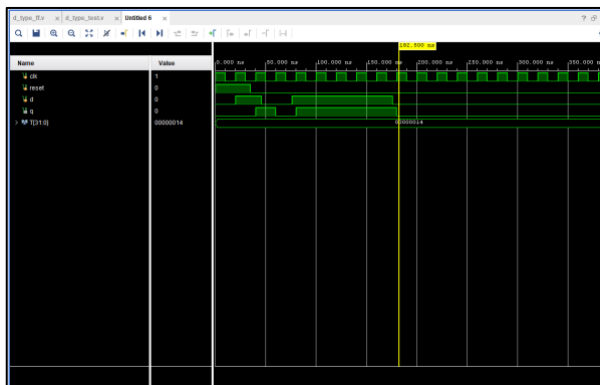 d_type_ff.v × d_type_test.v × Untitled 6 ×
? 
182.500 ns
Name Value 0.000 ns 50.000 ns 100.000 ns 150.000 ns 200.000 ns 250.000 ns 300.000 ns 350.000
clk 1
reset 0
d 0
q 0
T[31:0] 00000014 00000014